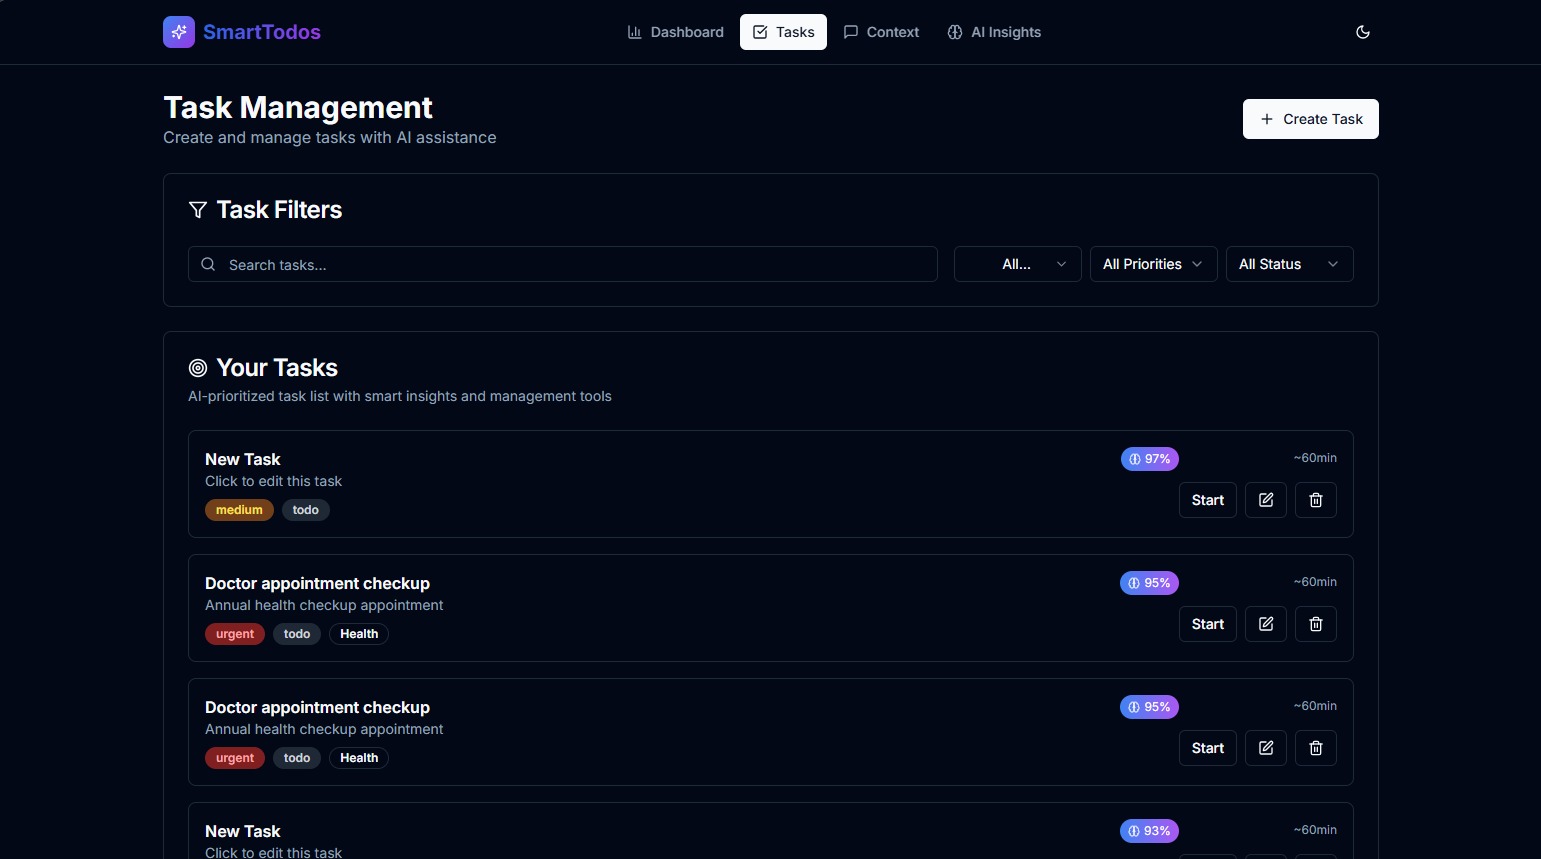 SmartTodos
Dashboard Tasks Context AI Insights
Task Management
Create and manage tasks with AI assistance
+ Create Task
Task Filters
Search tasks...
All...
All Priorities
All Status
Your Tasks
AI-prioritized task list with smart insights and management tools
New Task
97%
~60min
Click to edit this task
medium todo
Start
Doctor appointment checkup
95%
~60min
Annual health checkup appointment
urgent todo Health
Start
Doctor appointment checkup
95%
~60min
Annual health checkup appointment
urgent todo Health
Start
New Task
93%
~60min
Click to edit this task